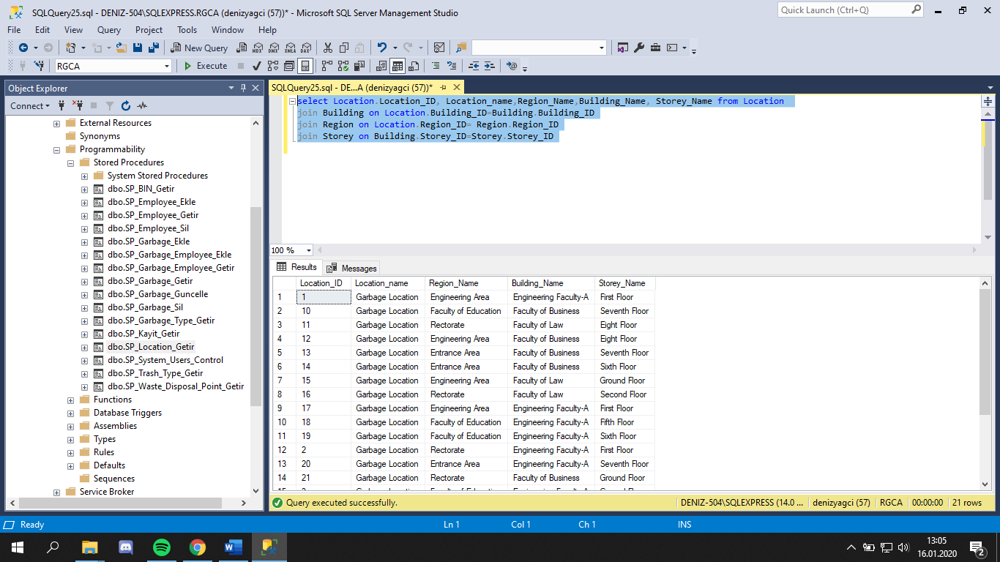 SQLQuery25.sql - DENIZ-504\SQLEXPRESS.RGCA (denizyagci (57))* - Microsoft SQL Server Management Studio
Quick Launch (Ctrl+Q)
File Edit View Query Project Tools Window Help
New Query MDX DMX XMLA DAX
RGCA Execute
Object Explorer
SQLQuery25.sql - DE...A (denizyagci (57))*
Connect
External Resources
Synonyms
Programmability
Stored Procedures
System Stored Procedures
dbo.SP_BIN_Getir
dbo.SP_Employee_Ekle
dbo.SP_Employee_Getir
dbo.SP_Employee_Sil
dbo.SP_Garbage_Ekle
dbo.SP_Garbage_Employee_Ekle
dbo.SP_Garbage_Employee_Getir
dbo.SP_Garbage_Getir
dbo.SP_Garbage_Guncelle
dbo.SP_Garbage_Sil
dbo.SP_Garbage_Type_Getir
dbo.SP_Kayit_Getir
dbo.SP_Location_Getir
dbo.SP_System_Users_Control
dbo.SP_Trash_Type_Getir
dbo.SP_Waste_Disposal_Point_Getir
Functions
Database Triggers
Assemblies
Types
Rules
Defaults
Sequences
Service Broker
select Location.Location_ID, Location_name,Region_Name,Building_Name, Storey_Name from Location
join Building on Location.Building_ID=Building.Building_ID
join Region on Location.Region_ID= Region.Region_ID
join Storey on Building.Storey_ID=Storey.Storey_ID
100 %
Results Messages
Location_ID Location_name Region_Name Building_Name Storey_Name
1 1 Garbage Location Engineering Area Engineering Faculty-A First Floor
2 10 Garbage Location Faculty of Education Faculty of Business Seventh Floor
3 11 Garbage Location Rectorate Faculty of Law Eight Floor
4 12 Garbage Location Engineering Area Faculty of Business Eight Floor
5 13 Garbage Location Entrance Area Faculty of Business Seventh Floor
6 14 Garbage Location Entrance Area Faculty of Business Sixth Floor
7 15 Garbage Location Engineering Area Faculty of Law Ground Floor
8 16 Garbage Location Rectorate Faculty of Law Second Floor
9 17 Garbage Location Engineering Area Engineering Faculty-A First Floor
10 18 Garbage Location Faculty of Education Engineering Faculty-A Fifth Floor
11 19 Garbage Location Faculty of Education Engineering Faculty-A Sixth Floor
12 2 Garbage Location Rectorate Engineering Faculty-A First Floor
13 20 Garbage Location Entrance Area Engineering Faculty-A Seventh Floor
14 21 Garbage Location Rectorate Faculty of Business Ground Floor
Query executed successfully. DENIZ-504\SQLEXPRESS (14.0 ... denizyagci (57) RGCA 00:00:00 21 rows
Ready Ln 1 Col 1 Ch 1 INS
13:05
16.01.2020
2